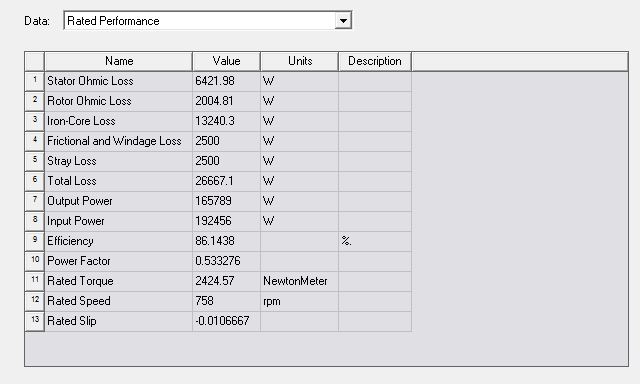 Data: Rated Performance
Name Value Units Description
1 Stator Ohmic Loss 6421.98 W
2 Rotor Ohmic Loss 2004.81 W
3 Iron-Core Loss 13240.3 W
4 Frictional and Windage Loss 2500 W
5 Stray Loss 2500 W
6 Total Loss 26667.1 W
7 Output Power 165789 W
8 Input Power 192456 W
9 Efficiency 86.1438 %.
10 Power Factor 0.533276
11 Rated Torque 2424.57 NewtonMeter
12 Rated Speed 758 rpm
13 Rated Slip -0.0106667